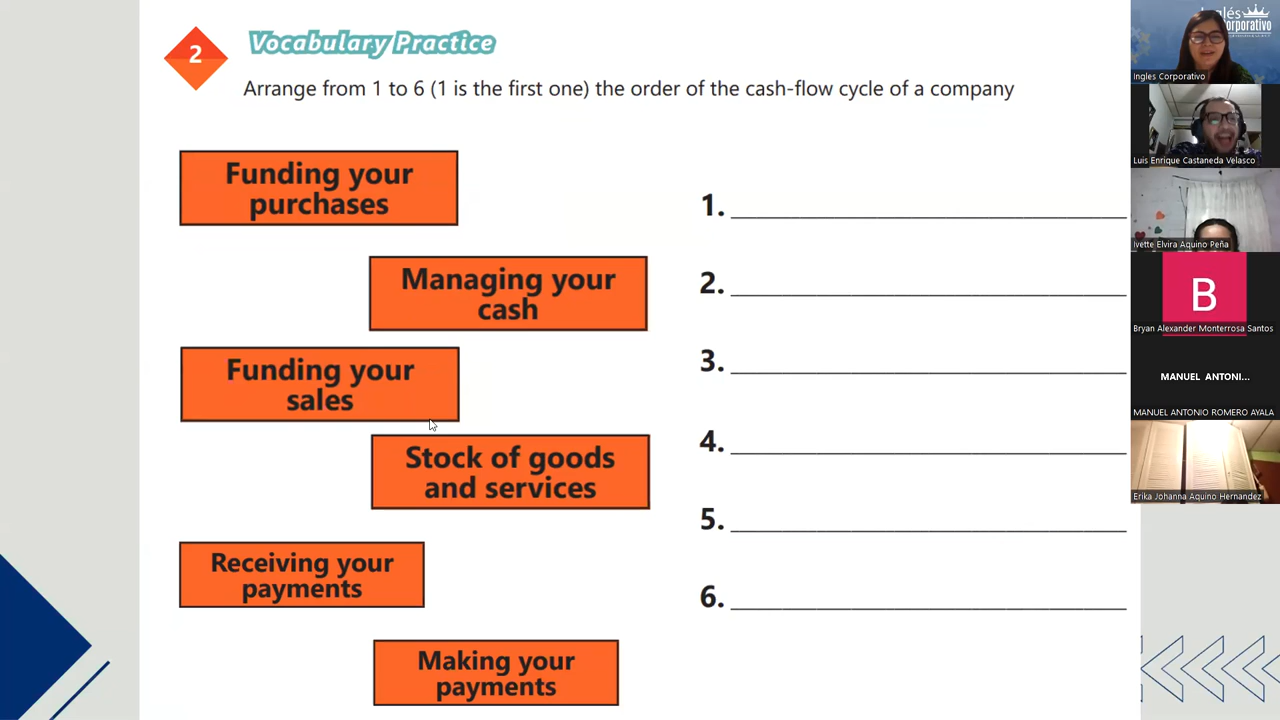 2
Vocabulary Practice
Arrange from 1 to 6 (1 is the first one) the order of the cash-flow cycle of a company
Funding your
purchases
Managing your
cash
Funding your
sales
Stock of goods
and services
Receiving your
payments
Making your
payments
1.
2.
3.
4.
5.
6.
Inglés
Corporativo
Ingles Corporativo
Luis Enrique Castaneda Velasco
Ivette Elvira Aquino Peña
B
Bryan Alexander Monterrosa Santos
MANUEL ANTONI...
MANUEL ANTONIO ROMERO AYALA
Erika Johanna Aquino Hernandez